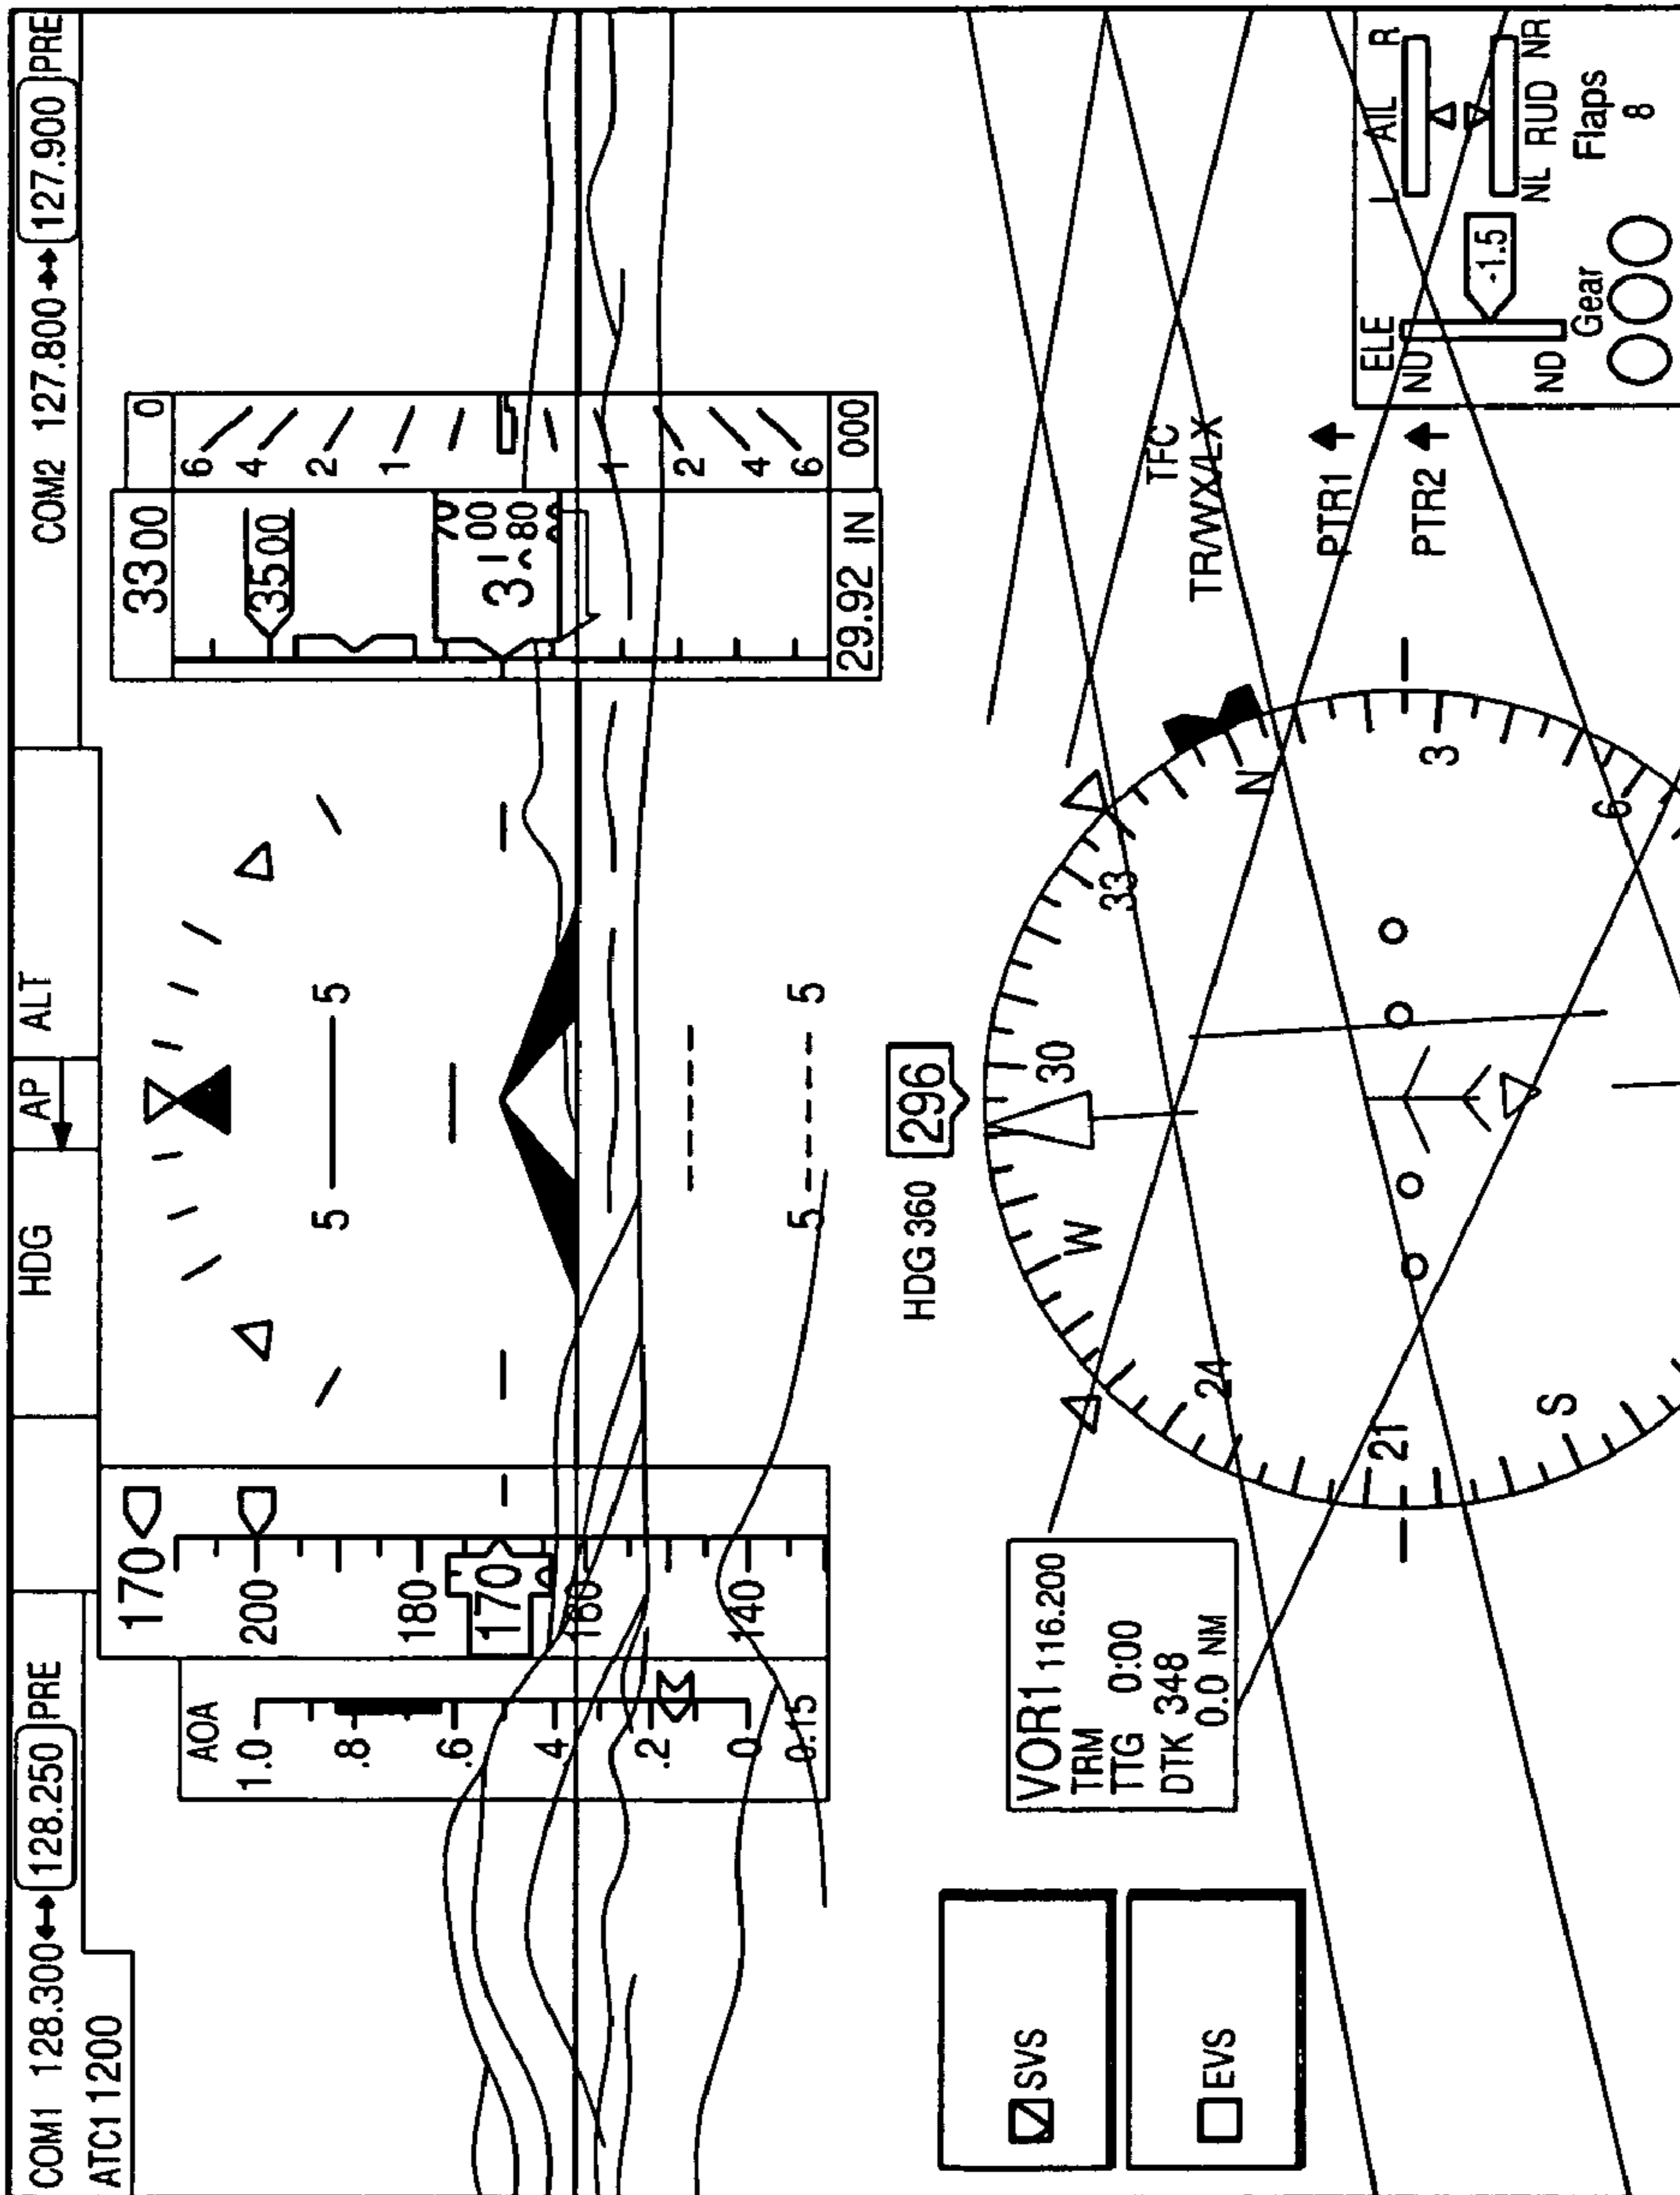 COM1 128.300 128.250 PRE
HDG
AP
ALT
COM2 127.800 127.900 PRE
ATC1 1200
170
200
180
170
160
140
AOA
1.0
.8
.6
.4
.2
0
0.15
5 5
5 5
33 00
35 00
3
00
80
29.92 IN
0
6
4
2
1
1
2
4
6
000
HDG 360
296
SVS
EVS
VOR1 116.200
TRM
TTG 0:00
DTK 348
0.0 NM
S
21
24
W
30
33
N
3
6
TFC
TR/WX/LX
PTR1
PTR2
ELE
NU
ND
-1.5
L AIL R
NL RUD NR
Gear
Flaps
8